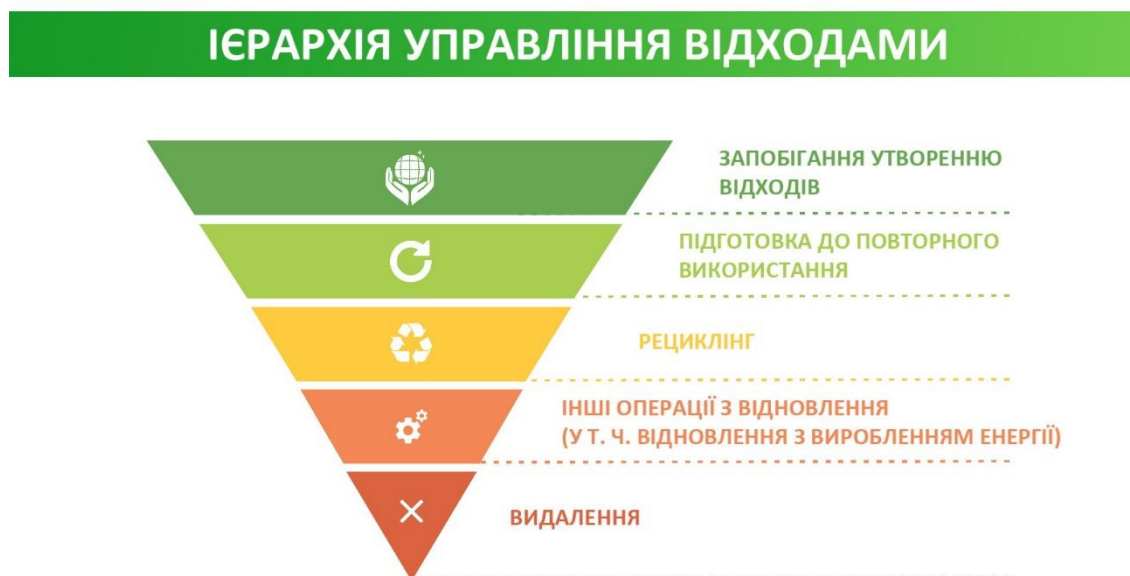 ІЄРАРХІЯ УПРАВЛІННЯ ВІДХОДАМИ
ЗАПОБІГАННЯ УТВОРЕННЮ
ВІДХОДІВ
ПІДГОТОВКА ДО ПОВТОРНОГО
ВИКОРИСТАННЯ
РЕЦИКЛІНГ
ІНШІ ОПЕРАЦІЇ З ВІДНОВЛЕННЯ
(У Т. Ч. ВІДНОВЛЕННЯ З ВИРОБЛЕННЯМ ЕНЕРГІЇ)
ВИДАЛЕННЯ